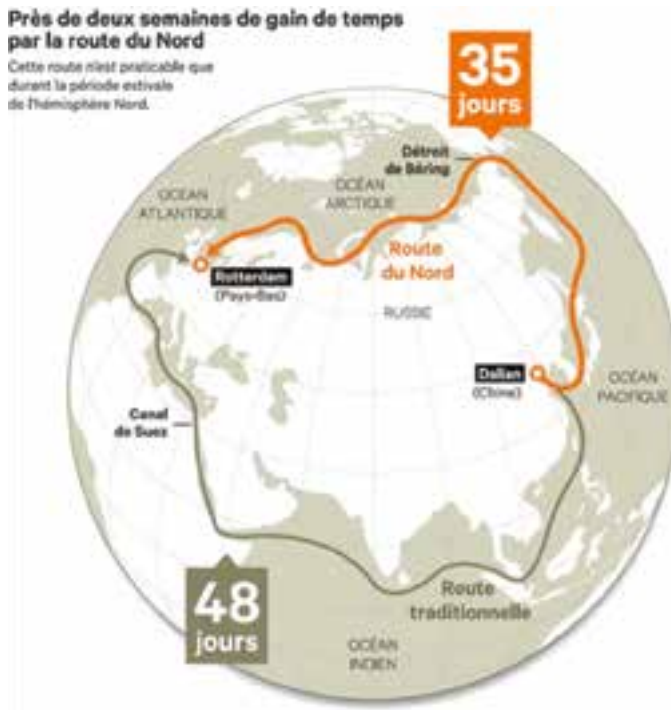 Près de deux semaines de gain de temps
par la route du Nord
Cette route n'est praticable que
durant la période estivale
de l'hémisphère Nord.
35
jours
Détroit
de Béring
OCÉAN
ARCTIQUE
OCÉAN
ATLANTIQUE
Route
du Nord
Rotterdam
(Pays-Bas)
RUSSIE
Dalian
(Chine)
OCÉAN
PACIFIQUE
Canal
de Suez
48
jours
Route
traditionnelle
OCÉAN
INDIEN